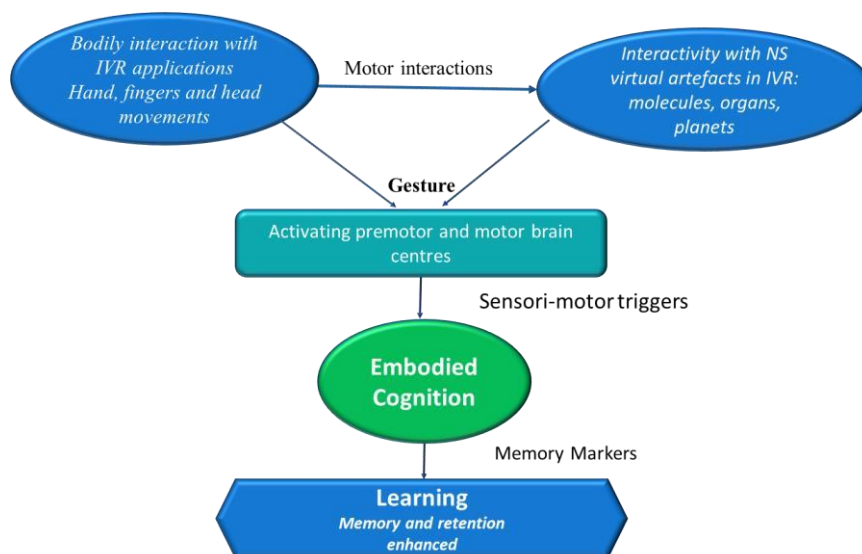 Bodily interaction with
IVR applications
Hand, fingers and head
movements
Motor interactions
Interactivity with NS
virtual artefacts in IVR:
molecules, organs,
planets
Gesture
Activating premotor and motor brain
centres
Sensori-motor triggers
Embodied
Cognition
Memory Markers
Learning
Memory and retention
enhanced